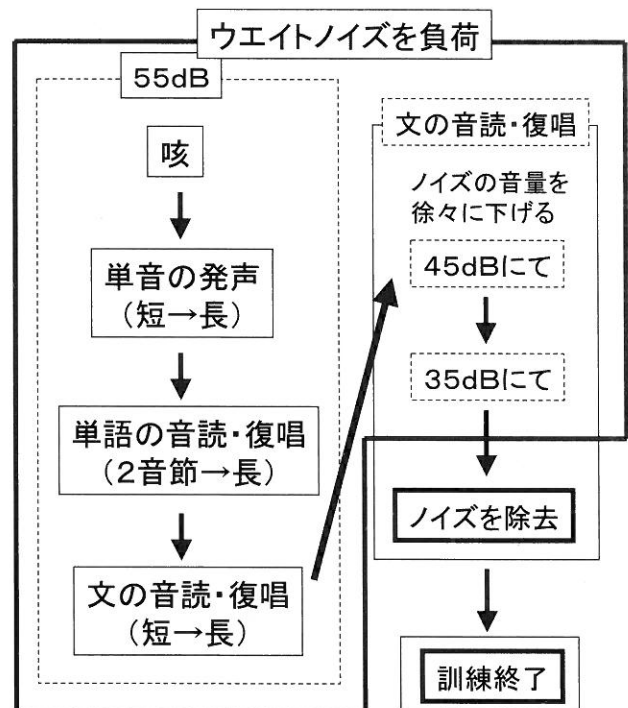 ウエイトノイズを負荷
55dB
咳
単音の発声
（短→長）
単語の音読・復唱
（2音節→長）
文の音読・復唱
（短→長）
文の音読・復唱
ノイズの音量を
徐々に下げる
45dBにて
35dBにて
ノイズを除去
訓練終了